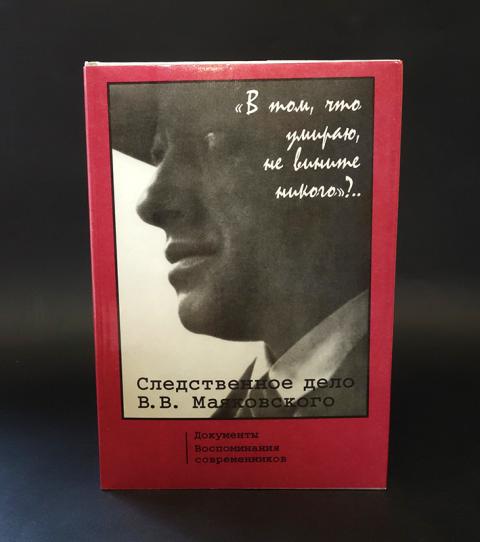 «В том, что
умираю,
не вините
никого»?..
Следственное дело
В.В. Маяковского
Документы
Воспоминания
современников